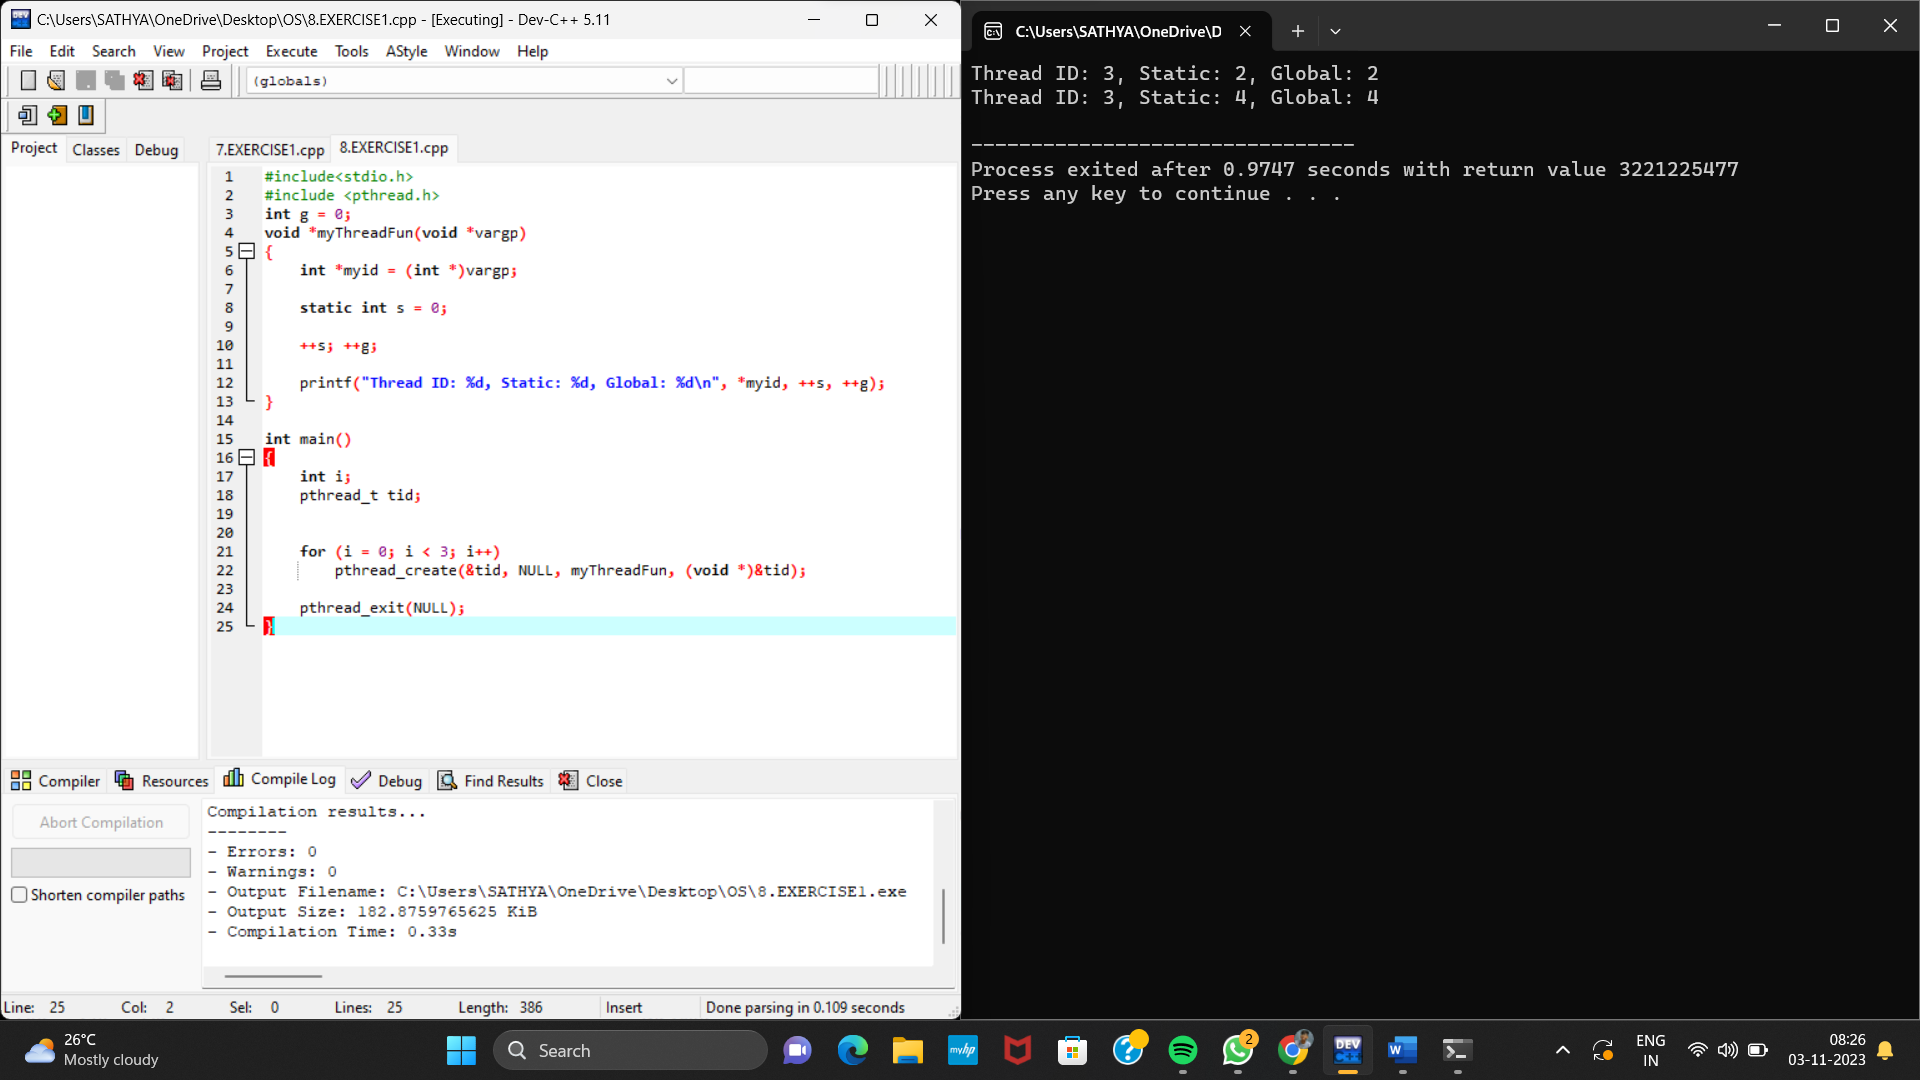 C:\Users\SATHYA\OneDrive\Desktop\OS\8.EXERCISE1.cpp - [Executing] - Dev-C++ 5.11
File Edit Search View Project Execute Tools AStyle Window Help
(globals)
Project Classes Debug
7.EXERCISE1.cpp 8.EXERCISE1.cpp
1 #include<stdio.h>
2 #include <pthread.h>
3 int g = 0;
4 void *myThreadFun(void *vargp)
5 {
6 int *myid = (int *)vargp;
7
8 static int s = 0;
9
10 ++s; ++g;
11
12 printf("Thread ID: %d, Static: %d, Global: %d\n", *myid, ++s, ++g);
13 }
14
15 int main()
16 {
17 int i;
18 pthread_t tid;
19
20
21 for (i = 0; i < 3; i++)
22 pthread_create(&tid, NULL, myThreadFun, (void *)&tid);
23
24 pthread_exit(NULL);
25 }
Compiler Resources Compile Log Debug Find Results Close
Abort Compilation
Shorten compiler paths
Compilation results...
--------
- Errors: 0
- Warnings: 0
- Output Filename: C:\Users\SATHYA\OneDrive\Desktop\OS\8.EXERCISE1.exe
- Output Size: 182.8759765625 KiB
- Compilation Time: 0.33s
Line: 25 Col: 2 Sel: 0 Lines: 25 Length: 386 Insert Done parsing in 0.109 seconds
C:\Users\SATHYA\OneDrive\D
Thread ID: 3, Static: 2, Global: 2
Thread ID: 3, Static: 4, Global: 4
--------------------------------
Process exited after 0.9747 seconds with return value 3221225477
Press any key to continue . . .
26°C
Mostly cloudy
Search
myhp
2
DEV
C++
W
ENG
IN
08:26
03-11-2023